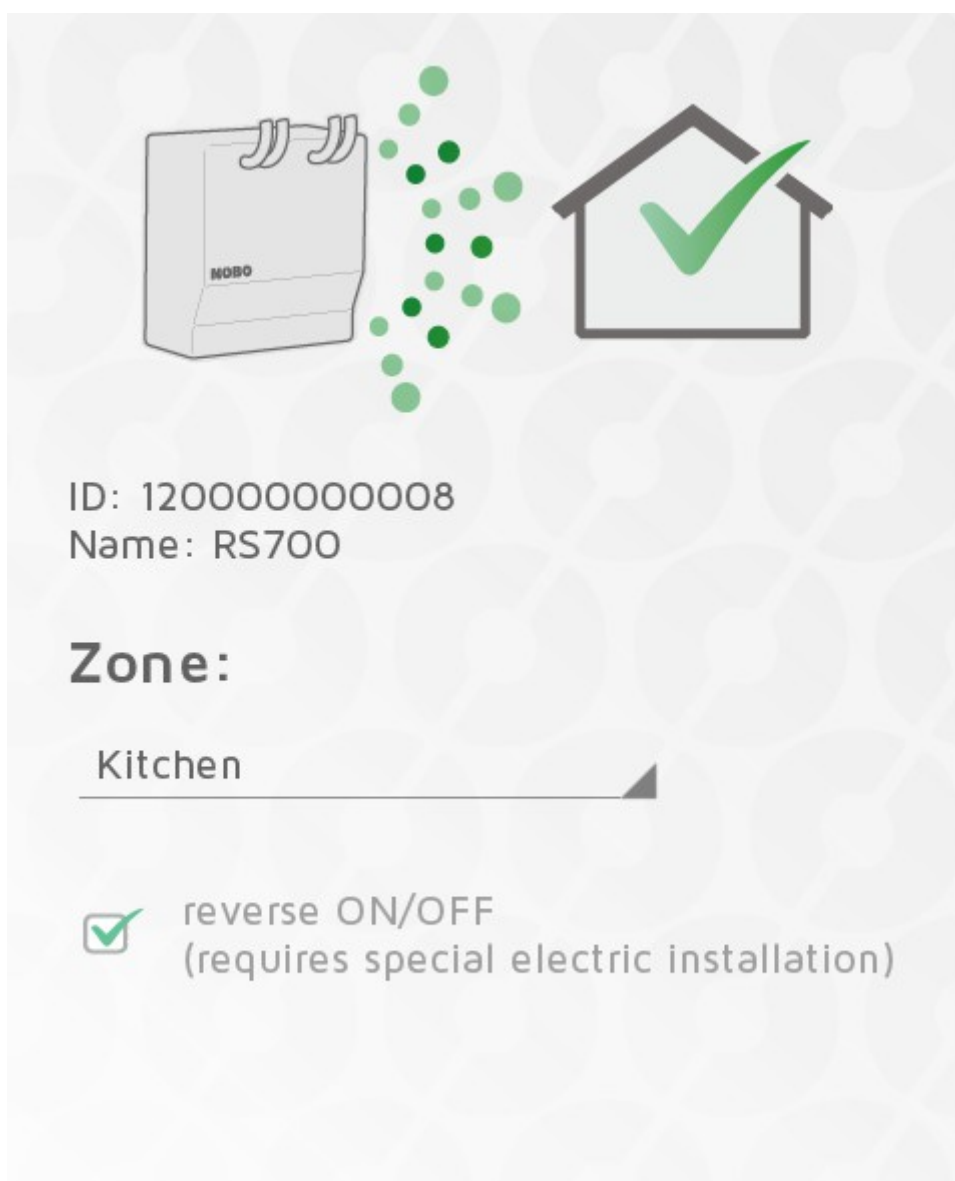 NOBO
ID: 120000000008
Name: RS700
Zone:
Kitchen
reverse ON/OFF
(requires special electric installation)